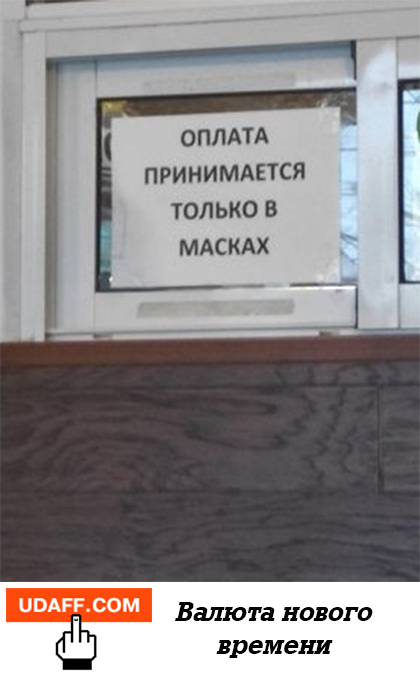 ОПЛАТА
ПРИНИМАЕТСЯ
ТОЛЬКО В
МАСКАХ
UDAFF.COM
Валюта нового
времени